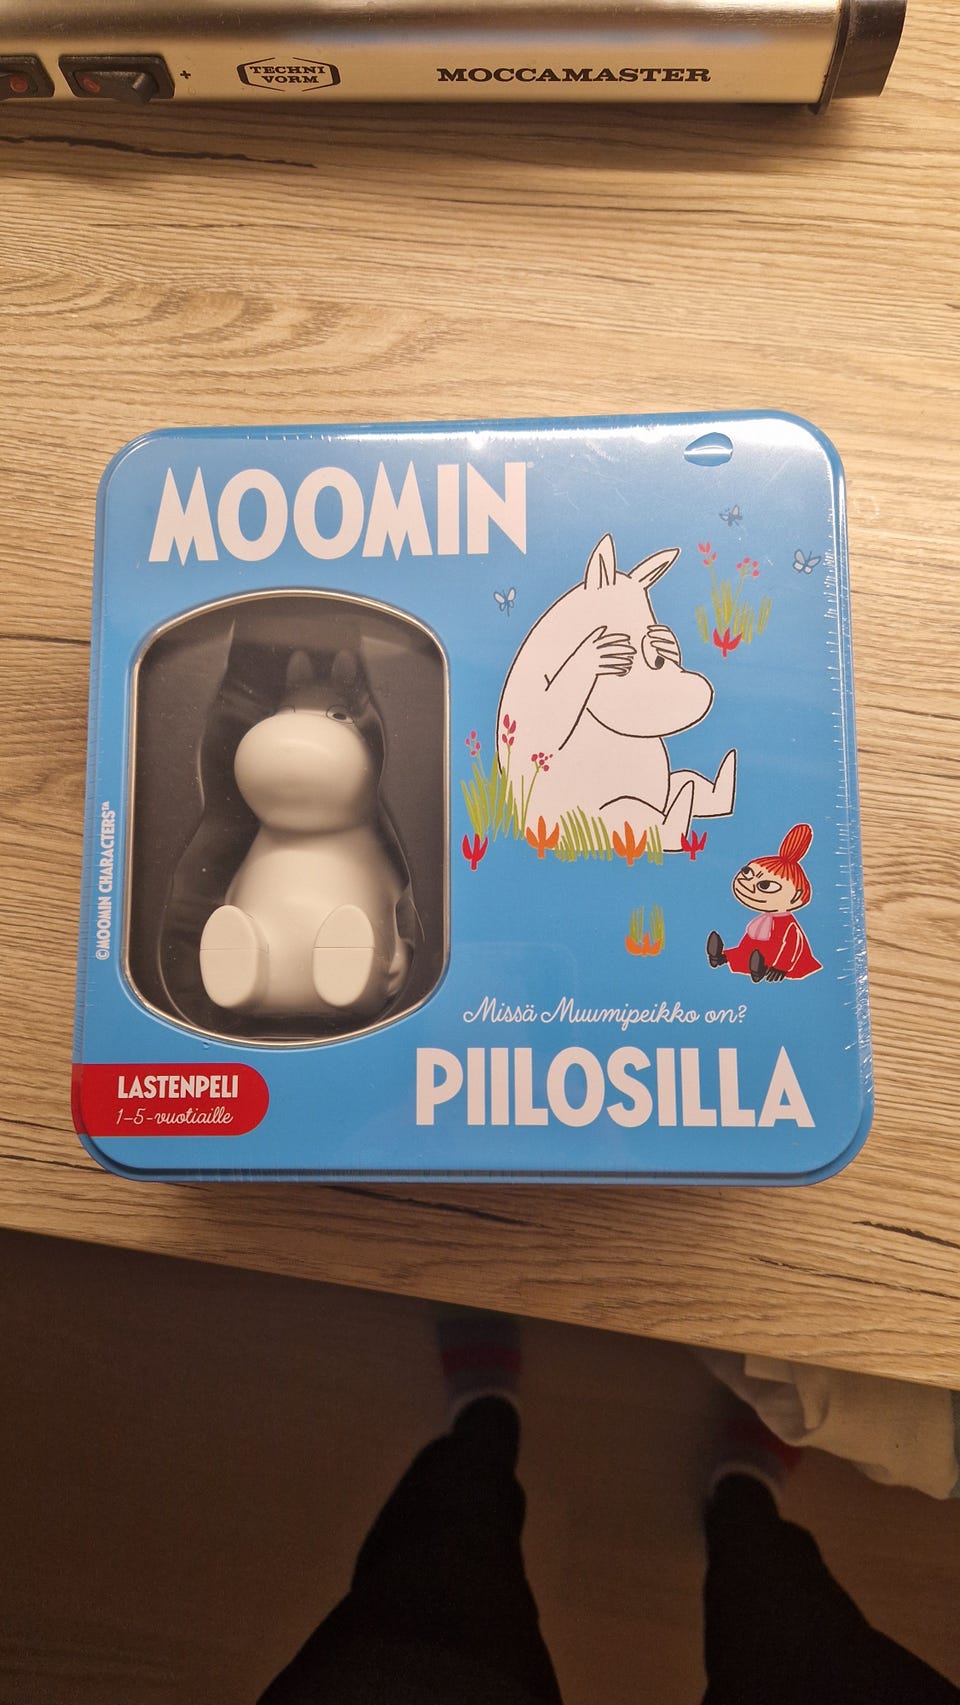 TECHNI
VORM
MOCCAMASTER
MOOMIN
©MOOMIN CHARACTERS™
Missä Muumipeikko on?
PIILOSILLA
LASTENPELI
1-5-vuotiaille